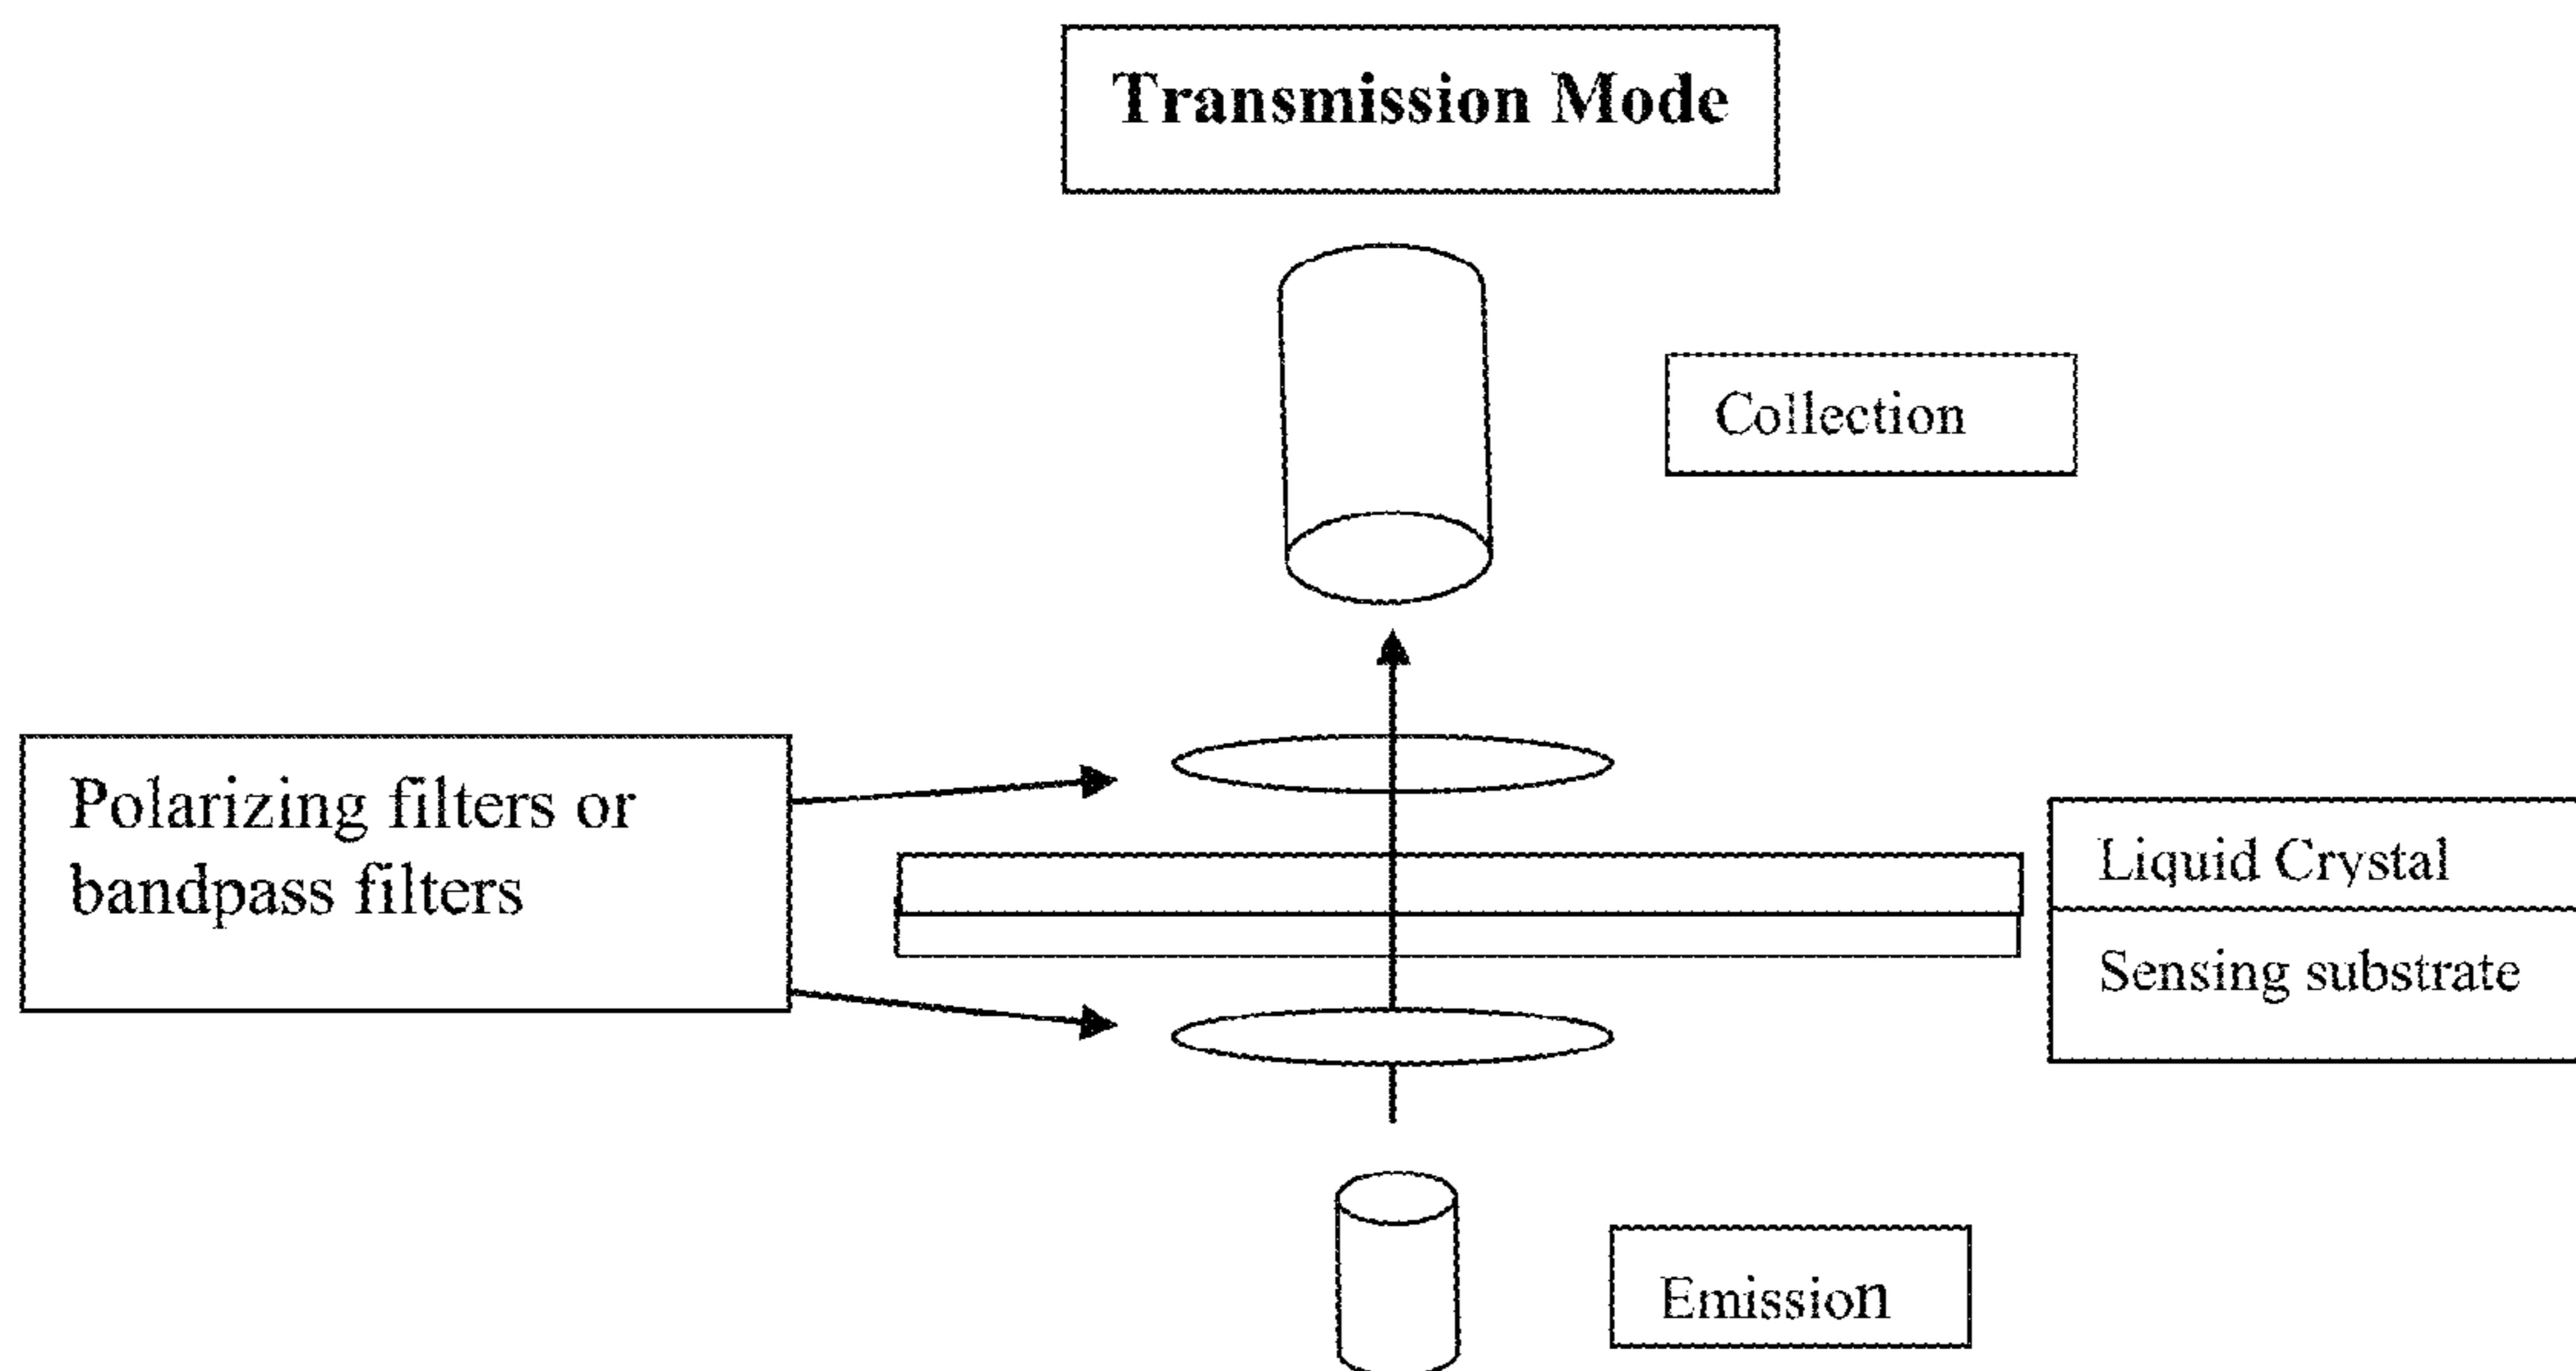 Transmission Mode
Collection
Polarizing filters or
bandpass filters
Liquid Crystal
Sensing substrate
Emission